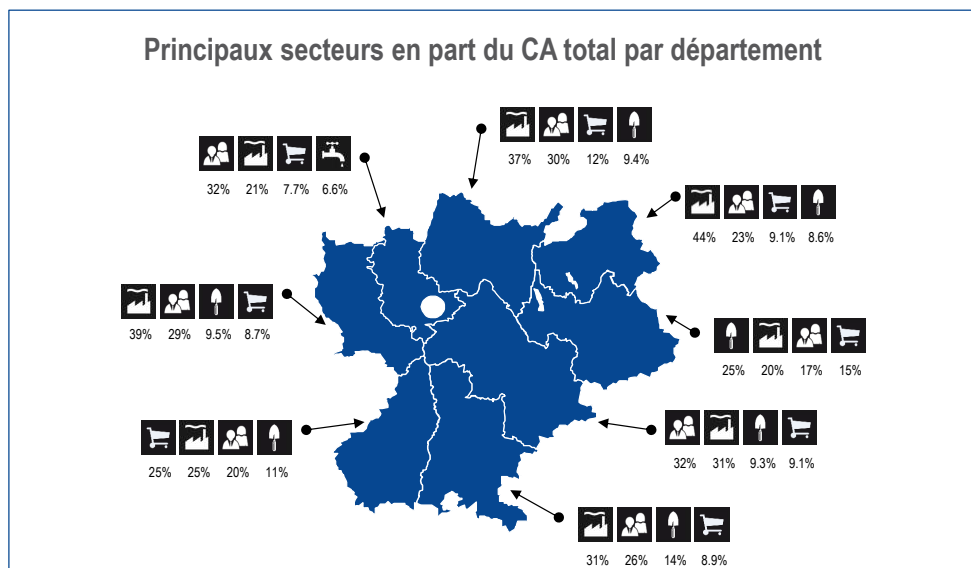 Principaux secteurs en part du CA total par département
37% 30% 12% 9.4%
32% 21% 7.7% 6.6%
44% 23% 9.1% 8.6%
39% 29% 9.5% 8.7%
25% 20% 17% 15%
25% 25% 20% 11%
32% 31% 9.3% 9.1%
31% 26% 14% 8.9%